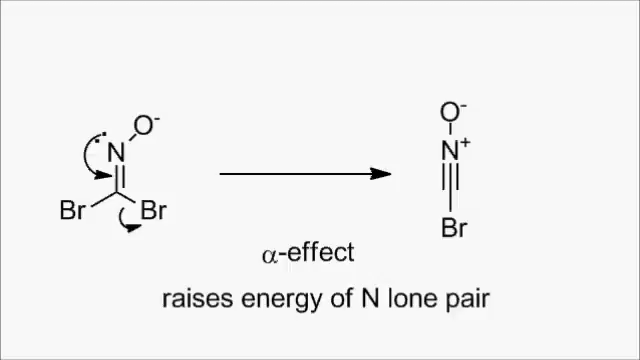 O-
O-
N
N+
Br Br
Br
α-effect
raises energy of N lone pair